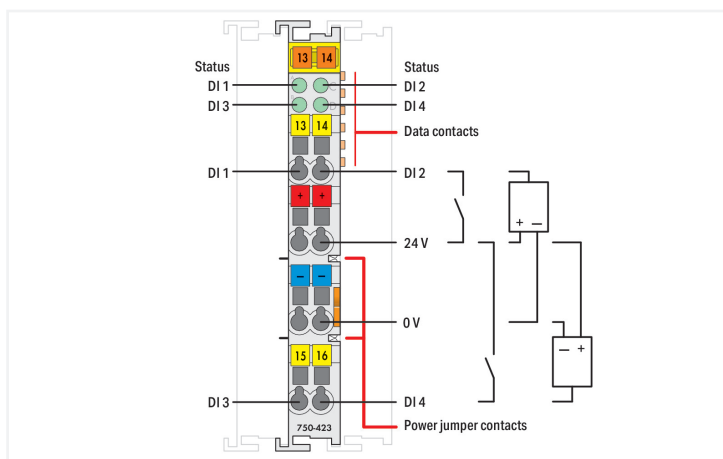 13 14
Status
Status
DI 1
DI 2
DI 3
DI 4
13 14
Data contacts
DI 1
DI 2
+ +
+ –
24 V
– –
0 V
– +
15 16
DI 3
DI 4
750-423
Power jumper contacts